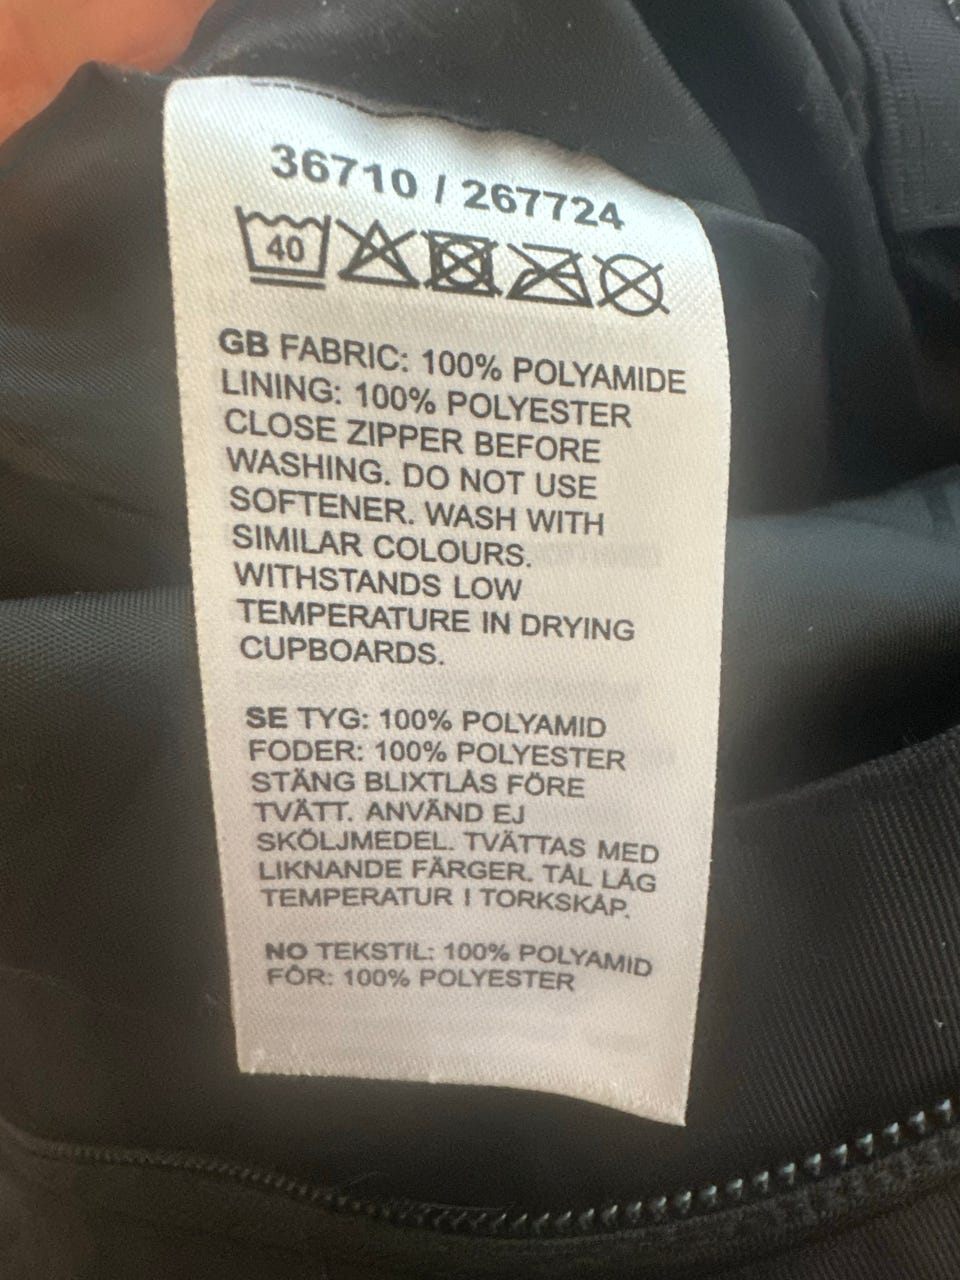 36710 / 267724
40
GB FABRIC: 100% POLYAMIDE
LINING: 100% POLYESTER
CLOSE ZIPPER BEFORE
WASHING. DO NOT USE
SOFTENER. WASH WITH
SIMILAR COLOURS.
WITHSTANDS LOW
TEMPERATURE IN DRYING
CUPBOARDS.
SE TYG: 100% POLYAMID
FODER: 100% POLYESTER
STÄNG BLIXTLÅS FÖRE
TVÄTT. ANVÄND EJ
SKÖLJMEDEL. TVÄTTAS MED
LIKNANDE FÄRGER. TÅL LÅG
TEMPERATUR I TORKSKÅP.
NO TEKSTIL: 100% POLYAMID
FÔR: 100% POLYESTER